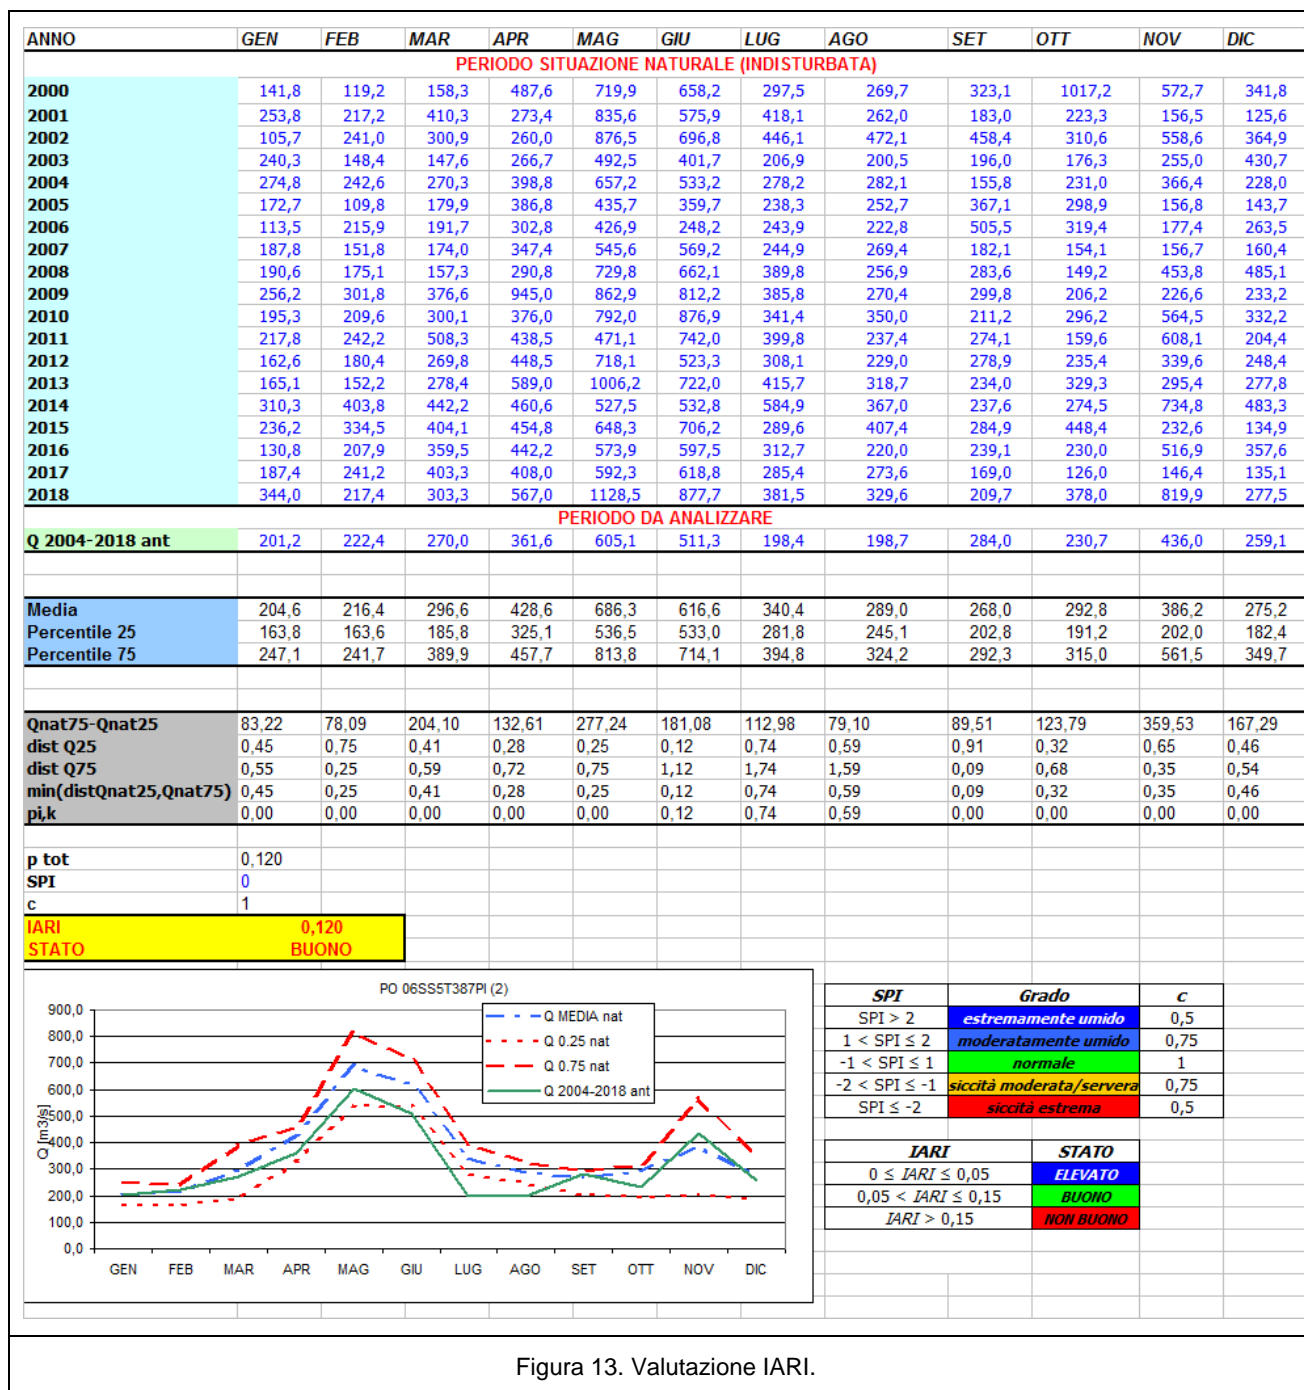 ANNO GEN FEB MAR APR MAG GIU LUG AGO SET OTT NOV DIC
PERIODO SITUAZIONE NATURALE (INDISTURBATA)
2000 141,8 119,2 158,3 487,6 719,9 658,2 297,5 269,7 323,1 1017,2 572,7 341,8
2001 253,8 217,2 410,3 273,4 835,6 575,9 418,1 262,0 183,0 223,3 156,5 125,6
2002 105,7 241,0 300,9 260,0 876,5 696,8 446,1 472,1 458,4 310,6 558,6 364,9
2003 240,3 148,4 147,6 266,7 492,5 401,7 206,9 200,5 196,0 176,3 255,0 430,7
2004 274,8 242,6 270,3 398,8 657,2 533,2 278,2 282,1 155,8 231,0 366,4 228,0
2005 172,7 109,8 179,9 386,8 435,7 359,7 238,3 252,7 367,1 298,9 156,8 143,7
2006 113,5 215,9 191,7 302,8 426,9 248,2 243,9 222,8 505,5 319,4 177,4 263,5
2007 187,8 151,8 174,0 347,4 545,6 569,2 244,9 269,4 182,1 154,1 156,7 160,4
2008 190,6 175,1 157,3 290,8 729,8 662,1 389,8 256,9 283,6 149,2 453,8 485,1
2009 256,2 301,8 376,6 945,0 862,9 812,2 385,8 270,4 299,8 206,2 226,6 233,2
2010 195,3 209,6 300,1 376,0 792,0 876,9 341,4 350,0 211,2 296,2 564,5 332,2
2011 217,8 242,2 508,3 438,5 471,1 742,0 399,8 237,4 274,1 159,6 608,1 204,4
2012 162,6 180,4 269,8 448,5 718,1 523,3 308,1 229,0 278,9 235,4 339,6 248,4
2013 165,1 152,2 278,4 589,0 1006,2 722,0 415,7 318,7 234,0 329,3 295,4 277,8
2014 310,3 403,8 442,2 460,6 527,5 532,8 584,9 367,0 237,6 274,5 734,8 483,3
2015 236,2 334,5 404,1 454,8 648,3 706,2 289,6 407,4 284,9 448,4 232,6 134,9
2016 130,8 207,9 359,5 442,2 573,9 597,5 312,7 220,0 239,1 230,0 516,9 357,6
2017 187,4 241,2 403,3 408,0 592,3 618,8 285,4 273,6 169,0 126,0 146,4 135,1
2018 344,0 217,4 303,3 567,0 1128,5 877,7 381,5 329,6 209,7 378,0 819,9 277,5
PERIODO DA ANALIZZARE
Q 2004-2018 ant 201,2 222,4 270,0 361,6 605,1 511,3 198,4 198,7 284,0 230,7 436,0 259,1
Media 204,6 216,4 296,6 428,6 686,3 616,6 340,4 289,0 268,0 292,8 386,2 275,2
Percentile 25 163,8 163,6 185,8 325,1 536,5 533,0 281,8 245,1 202,8 191,2 202,0 182,4
Percentile 75 247,1 241,7 389,9 457,7 813,8 714,1 394,8 324,2 292,3 315,0 561,5 349,7
Qnat75-Qnat25 83,22 78,09 204,10 132,61 277,24 181,08 112,98 79,10 89,51 123,79 359,53 167,29
dist Q25 0,45 0,75 0,41 0,28 0,25 0,12 0,74 0,59 0,91 0,32 0,65 0,46
dist Q75 0,55 0,25 0,59 0,72 0,75 1,12 1,74 1,59 0,09 0,68 0,35 0,54
min(distQnat25,Qnat75) 0,45 0,25 0,41 0,28 0,25 0,12 0,74 0,59 0,09 0,32 0,35 0,46
pi,k 0,00 0,00 0,00 0,00 0,00 0,12 0,74 0,59 0,00 0,00 0,00 0,00
p tot 0,120
SPI 0
c 1
IARI 0,120
STATO BUONO
PO 06SS5T387PI (2)
Q MEDIA nat
Q 0.25 nat
Q 0.75 nat
Q 2004-2018 ant
Q [m3/s]
900,0
800,0
700,0
600,0
500,0
400,0
300,0
200,0
100,0
0,0
GEN FEB MAR APR MAG GIU LUG AGO SET OTT NOV DIC
SPI Grado c
SPI > 2 estremamente umido 0,5
1 < SPI ≤ 2 moderatamente umido 0,75
-1 < SPI ≤ 1 normale 1
-2 < SPI ≤ -1 siccità moderata/servera 0,75
SPI ≤ -2 siccità estrema 0,5
IARI STATO
0 ≤ IARI ≤ 0,05 ELEVATO
0,05 < IARI ≤ 0,15 BUONO
IARI > 0,15 NON BUONO
Figura 13. Valutazione IARI.